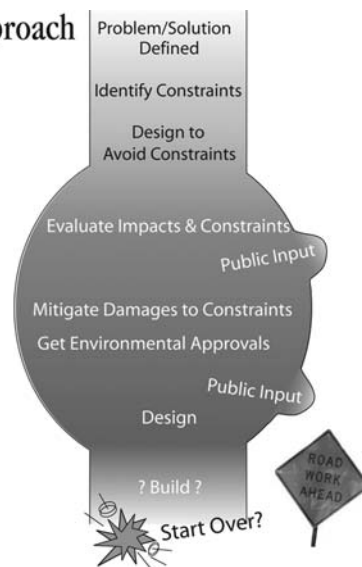 Problem/Solution
Defined
Identify Constraints
Design to
Avoid Constraints
Evaluate Impacts & Constraints
Public Input
Mitigate Damages to Constraints
Get Environmental Approvals
Public Input
Design
? Build ?
Start Over?
ROAD
WORK
AHEAD